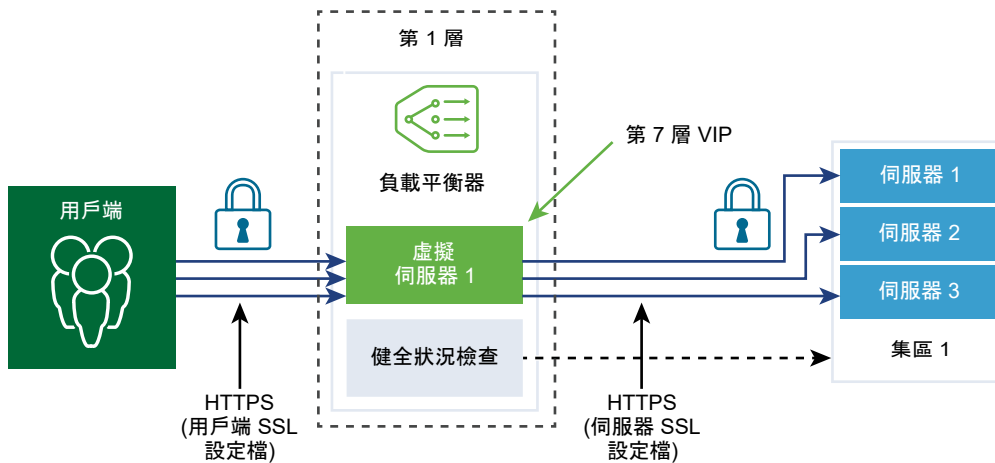 第 1 層
負載平衡器
第 7 層 VIP
用戶端
虛擬
伺服器 1
健全狀況檢查
伺服器 1
伺服器 2
伺服器 3
集區 1
HTTPS
(用戶端 SSL
設定檔)
HTTPS
(伺服器 SSL
設定檔)